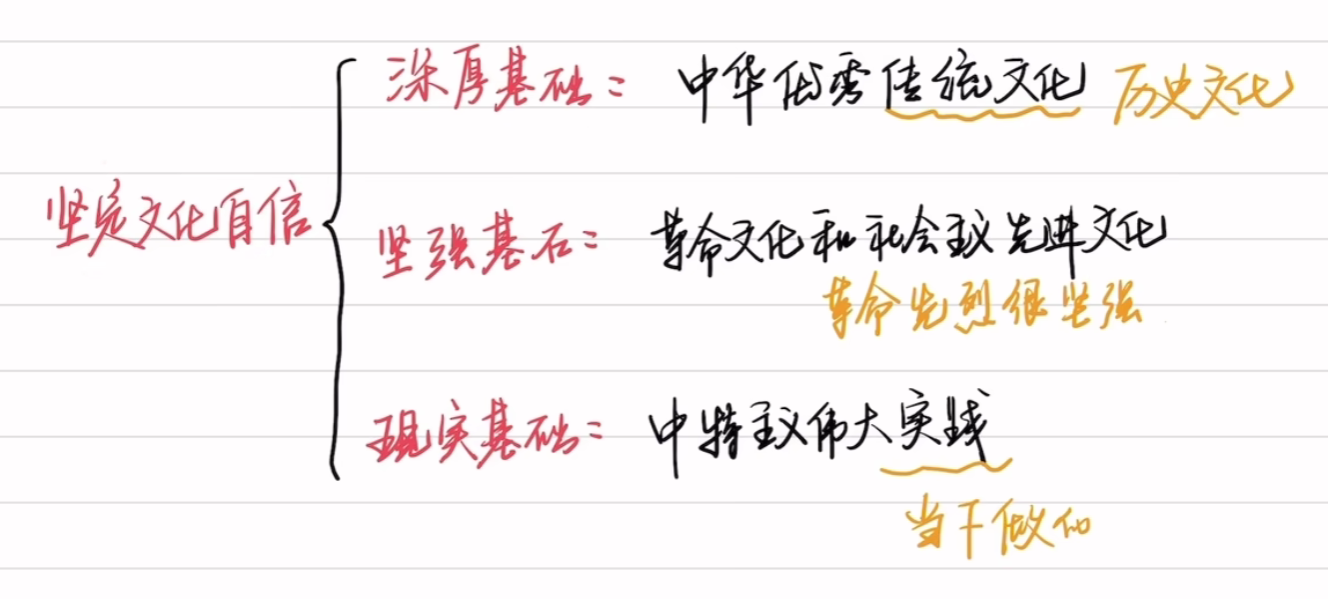 深厚基础：中华优秀传统文化 历史文化
坚定文化自信
坚强基石：革命文化和社会主义先进文化
革命先烈很坚强
现实基础：中特主义伟大实践
当下做的